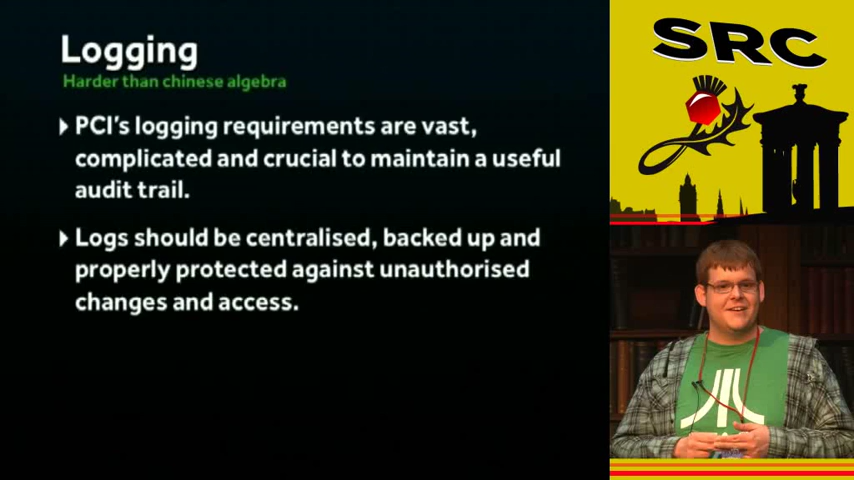 Logging
Harder than chinese algebra
PCI's logging requirements are vast,
complicated and crucial to maintain a useful
audit trail.
Logs should be centralised, backed up and
properly protected against unauthorised
changes and access.
SRC